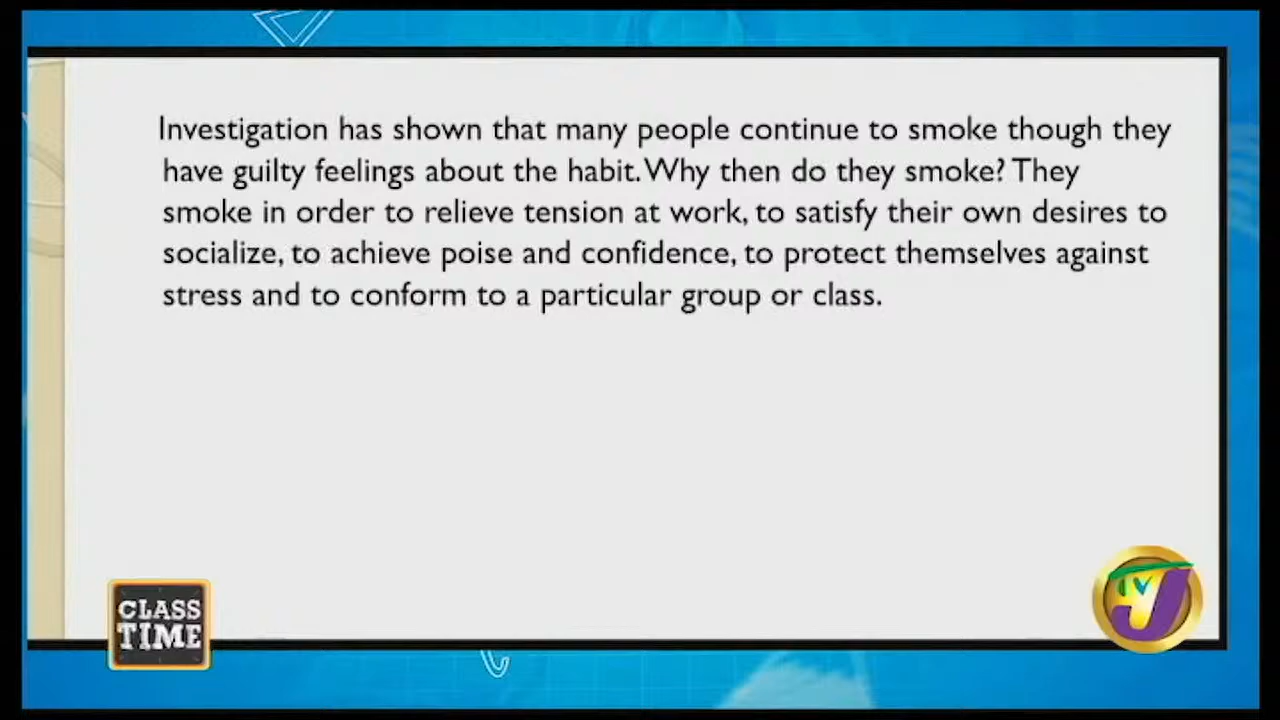 Investigation has shown that many people continue to smoke though they
have guilty feelings about the habit. Why then do they smoke? They
smoke in order to relieve tension at work, to satisfy their own desires to
socialize, to achieve poise and confidence, to protect themselves against
stress and to conform to a particular group or class.
CLASS
TIME
TVJ